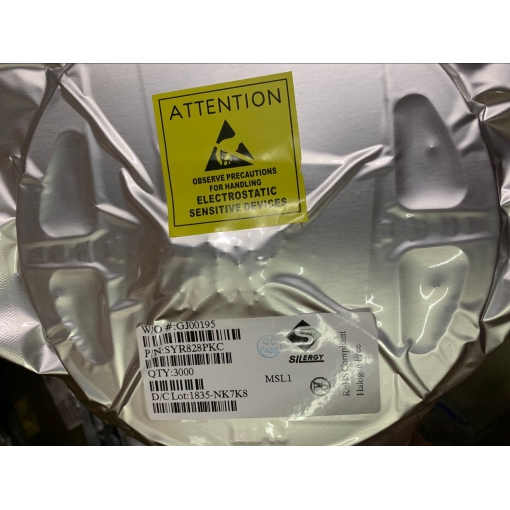 ATTENTION
OBSERVE PRECAUTIONS
FOR HANDLING
ELECTROSTATIC
SENSITIVE DEVICES
W/O #:GJ00195
P/N:SYR828PKC
QTY:3000
D/C Lot:1835-NK7K8
SILERGY
MSL1
RoHS Compliant
Halogen Free